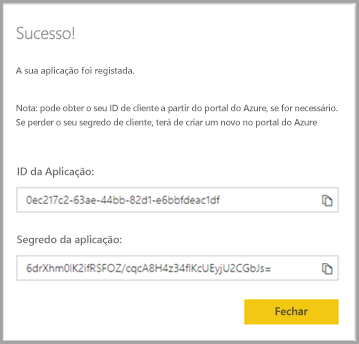 Sucesso!
A sua aplicação foi registada.
Nota: pode obter o seu ID de cliente a partir do portal do Azure, se for necessário.
Se perder o seu segredo de cliente, terá de criar um novo no portal do Azure
ID da Aplicação:
0ec217c2-63ae-44bb-82d1-e6bbfdeac1df
Segredo da aplicação:
6drXhm0lK2ifRSFOZ/cqcA8H4z34flKcUEyjU2CGbJs=
Fechar